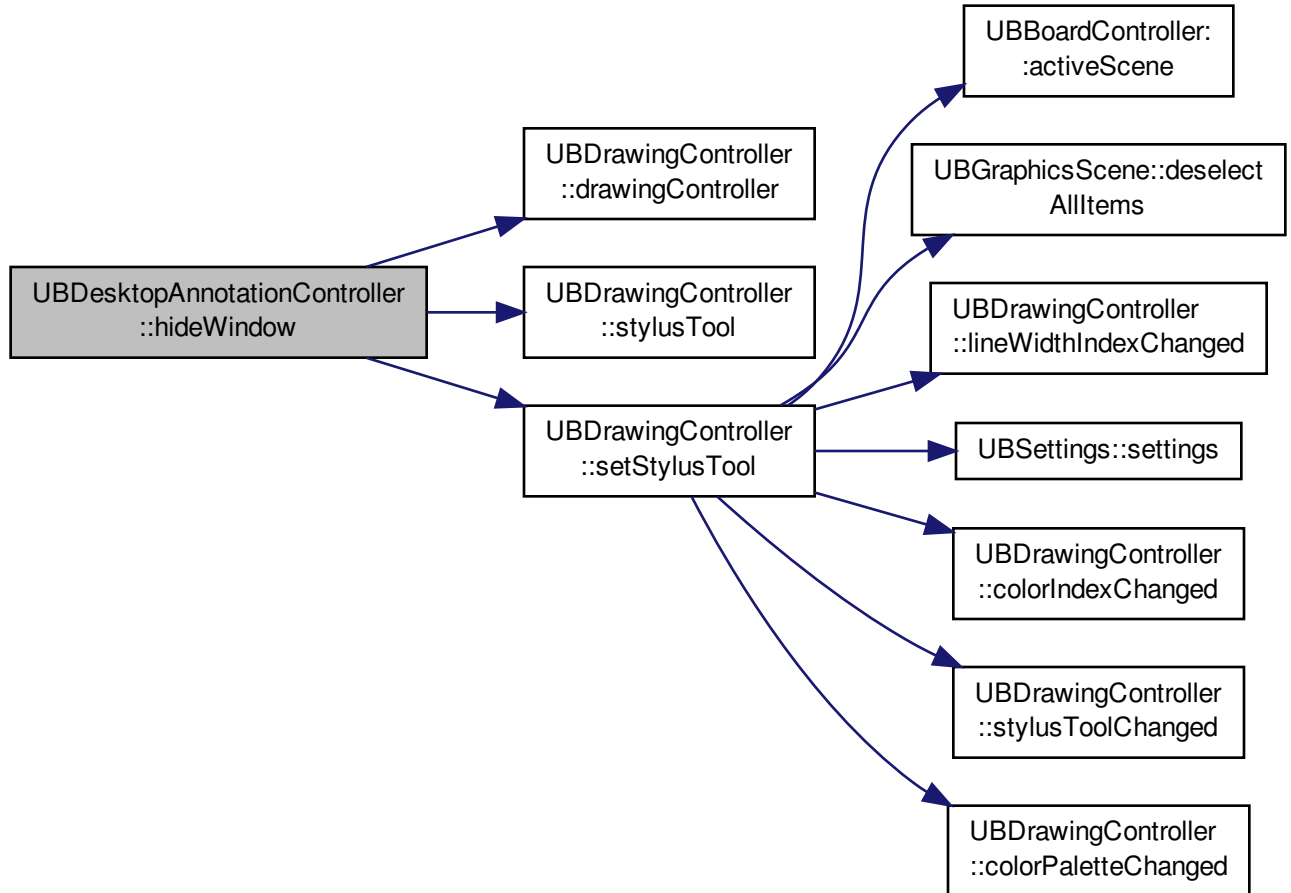 UBDesktopAnnotationController
::hideWindow
UBDrawingController
::drawingController
UBDrawingController
::stylusTool
UBDrawingController
::setStylusTool
UBBoardController:
:activeScene
UBGraphicsScene::deselect
AllItems
UBDrawingController
::lineWidthIndexChanged
UBSettings::settings
UBDrawingController
::colorIndexChanged
UBDrawingController
::stylusToolChanged
UBDrawingController
::colorPaletteChanged